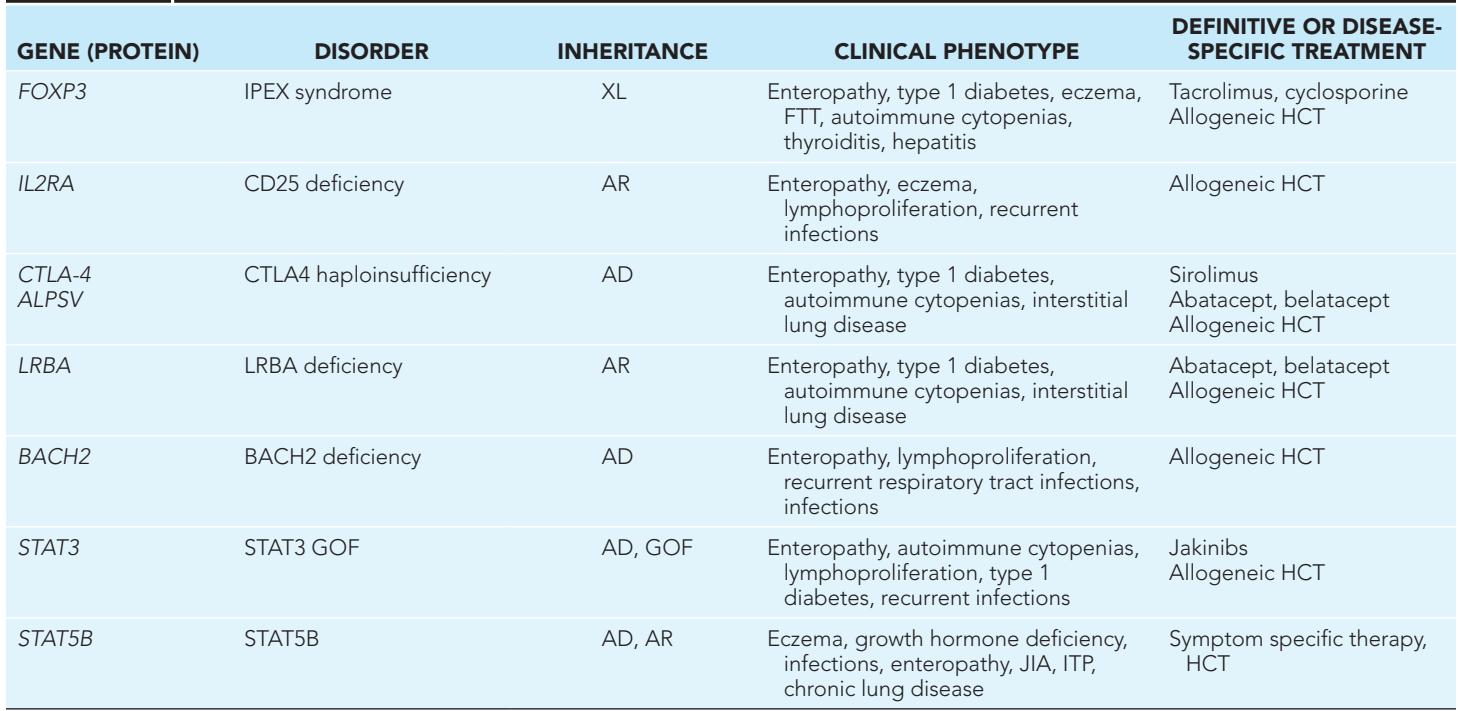 DEFINITIVE OR DISEASE-
GENE (PROTEIN) DISORDER INHERITANCE CLINICAL PHENOTYPE SPECIFIC TREATMENT
FOXP3 IPEX syndrome XL Enteropathy, type 1 diabetes, eczema, Tacrolimus, cyclosporine
FTT, autoimmune cytopenias, Allogeneic HCT
thyroiditis, hepatitis
IL2RA CD25 deficiency AR Enteropathy, eczema, Allogeneic HCT
lymphoproliferation, recurrent
infections
CTLA-4 CTLA4 haploinsufficiency AD Enteropathy, type 1 diabetes, Sirolimus
ALPSV autoimmune cytopenias, interstitial Abatacept, belatacept
lung disease Allogeneic HCT
LRBA LRBA deficiency AR Enteropathy, type 1 diabetes, Abatacept, belatacept
autoimmune cytopenias, interstitial Allogeneic HCT
lung disease
BACH2 BACH2 deficiency AD Enteropathy, lymphoproliferation, Allogeneic HCT
recurrent respiratory tract infections,
infections
STAT3 STAT3 GOF AD, GOF Enteropathy, autoimmune cytopenias, Jakinibs
lymphoproliferation, type 1 Allogeneic HCT
diabetes, recurrent infections
STAT5B STAT5B AD, AR Eczema, growth hormone deficiency, Symptom specific therapy,
infections, enteropathy, JIA, ITP, HCT
chronic lung disease